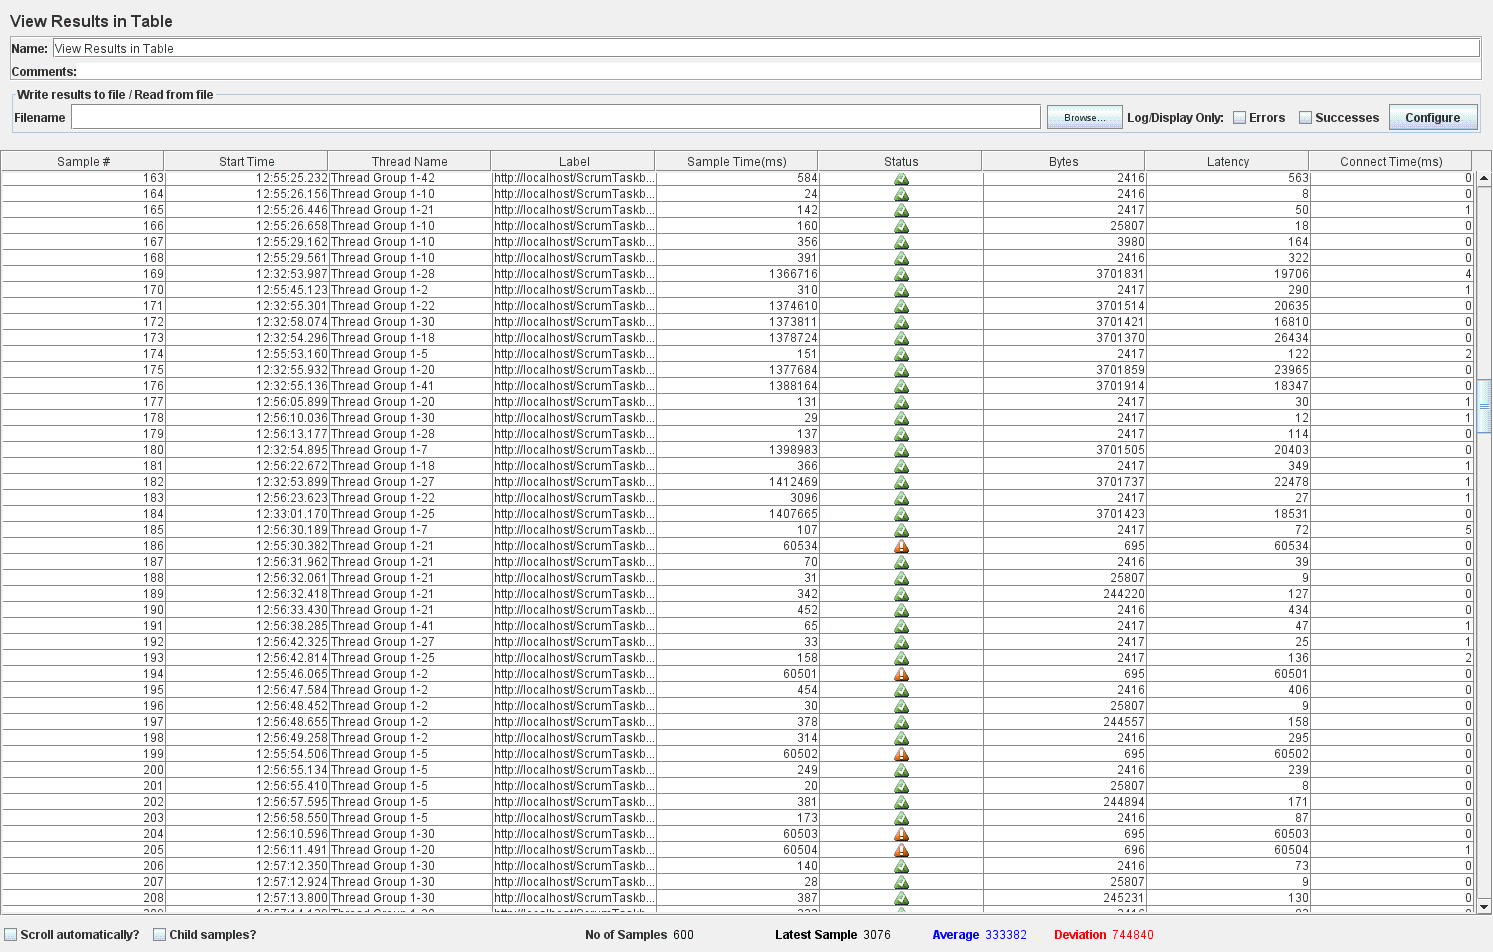 View Results in Table
Name: View Results in Table
Comments:
Write results to file / Read from file
Filename Browse... Log/Display Only: Errors Successes Configure
Sample # Start Time Thread Name Label Sample Time(ms) Status Bytes Latency Connect Time(ms)
163 12:55:25.232 Thread Group 1-42 http://localhost/ScrumTaskb... 584 2416 563 0
164 12:55:26.156 Thread Group 1-10 http://localhost/ScrumTaskb... 24 2416 8 0
165 12:55:26.446 Thread Group 1-21 http://localhost/ScrumTaskb... 142 2417 50 1
166 12:55:26.658 Thread Group 1-10 http://localhost/ScrumTaskb... 160 25807 18 0
167 12:55:29.162 Thread Group 1-10 http://localhost/ScrumTaskb... 356 3980 164 0
168 12:55:29.561 Thread Group 1-10 http://localhost/ScrumTaskb... 391 2416 322 0
169 12:32:53.987 Thread Group 1-28 http://localhost/ScrumTaskb... 1366716 3701831 19706 4
170 12:55:45.123 Thread Group 1-2 http://localhost/ScrumTaskb... 310 2417 290 1
171 12:32:55.301 Thread Group 1-22 http://localhost/ScrumTaskb... 1374610 3701514 20635 0
172 12:32:58.074 Thread Group 1-30 http://localhost/ScrumTaskb... 1373811 3701421 16810 0
173 12:32:54.296 Thread Group 1-18 http://localhost/ScrumTaskb... 1378724 3701370 26434 0
174 12:55:53.160 Thread Group 1-5 http://localhost/ScrumTaskb... 151 2417 122 2
175 12:32:55.932 Thread Group 1-20 http://localhost/ScrumTaskb... 1377684 3701859 23965 0
176 12:32:55.136 Thread Group 1-41 http://localhost/ScrumTaskb... 1388164 3701914 18347 0
177 12:56:05.899 Thread Group 1-20 http://localhost/ScrumTaskb... 131 2417 30 1
178 12:56:10.036 Thread Group 1-30 http://localhost/ScrumTaskb... 29 2417 12 1
179 12:56:13.177 Thread Group 1-28 http://localhost/ScrumTaskb... 137 2417 114 0
180 12:32:54.895 Thread Group 1-7 http://localhost/ScrumTaskb... 1398983 3701505 20403 0
181 12:56:22.672 Thread Group 1-18 http://localhost/ScrumTaskb... 366 2417 349 1
182 12:32:53.899 Thread Group 1-27 http://localhost/ScrumTaskb... 1412469 3701737 22478 1
183 12:56:23.623 Thread Group 1-22 http://localhost/ScrumTaskb... 3096 2417 27 1
184 12:33:01.170 Thread Group 1-25 http://localhost/ScrumTaskb... 1407665 3701423 18531 0
185 12:56:30.189 Thread Group 1-7 http://localhost/ScrumTaskb... 107 2417 72 5
186 12:55:30.382 Thread Group 1-21 http://localhost/ScrumTaskb... 60534 695 60534 0
187 12:56:31.962 Thread Group 1-21 http://localhost/ScrumTaskb... 70 2416 39 0
188 12:56:32.061 Thread Group 1-21 http://localhost/ScrumTaskb... 31 25807 9 0
189 12:56:32.418 Thread Group 1-21 http://localhost/ScrumTaskb... 342 244220 127 0
190 12:56:33.430 Thread Group 1-21 http://localhost/ScrumTaskb... 452 2416 434 0
191 12:56:38.285 Thread Group 1-41 http://localhost/ScrumTaskb... 65 2417 47 1
192 12:56:42.325 Thread Group 1-27 http://localhost/ScrumTaskb... 33 2417 25 1
193 12:56:42.814 Thread Group 1-25 http://localhost/ScrumTaskb... 158 2417 136 2
194 12:55:46.065 Thread Group 1-2 http://localhost/ScrumTaskb... 60501 695 60501 0
195 12:56:47.584 Thread Group 1-2 http://localhost/ScrumTaskb... 454 2416 406 0
196 12:56:48.452 Thread Group 1-2 http://localhost/ScrumTaskb... 30 25807 9 0
197 12:56:48.655 Thread Group 1-2 http://localhost/ScrumTaskb... 378 244557 158 0
198 12:56:49.258 Thread Group 1-2 http://localhost/ScrumTaskb... 314 2416 295 0
199 12:55:54.506 Thread Group 1-5 http://localhost/ScrumTaskb... 60502 695 60502 0
200 12:56:55.134 Thread Group 1-5 http://localhost/ScrumTaskb... 249 2416 239 0
201 12:56:55.410 Thread Group 1-5 http://localhost/ScrumTaskb... 20 25807 8 0
202 12:56:57.595 Thread Group 1-5 http://localhost/ScrumTaskb... 381 244894 171 0
203 12:56:58.550 Thread Group 1-5 http://localhost/ScrumTaskb... 173 2416 87 0
204 12:56:10.596 Thread Group 1-30 http://localhost/ScrumTaskb... 60503 695 60503 0
205 12:56:11.491 Thread Group 1-20 http://localhost/ScrumTaskb... 60504 696 60504 1
206 12:57:12.350 Thread Group 1-30 http://localhost/ScrumTaskb... 140 2416 73 0
207 12:57:12.924 Thread Group 1-30 http://localhost/ScrumTaskb... 28 25807 9 0
208 12:57:13.800 Thread Group 1-30 http://localhost/ScrumTaskb... 387 245231 130 0
Scroll automatically? Child samples? No of Samples 600 Latest Sample 3076 Average 333382 Deviation 744840